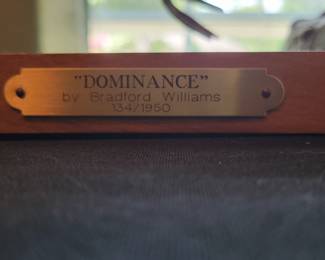 "DOMINANCE"
by Bradford Williams
134/1950